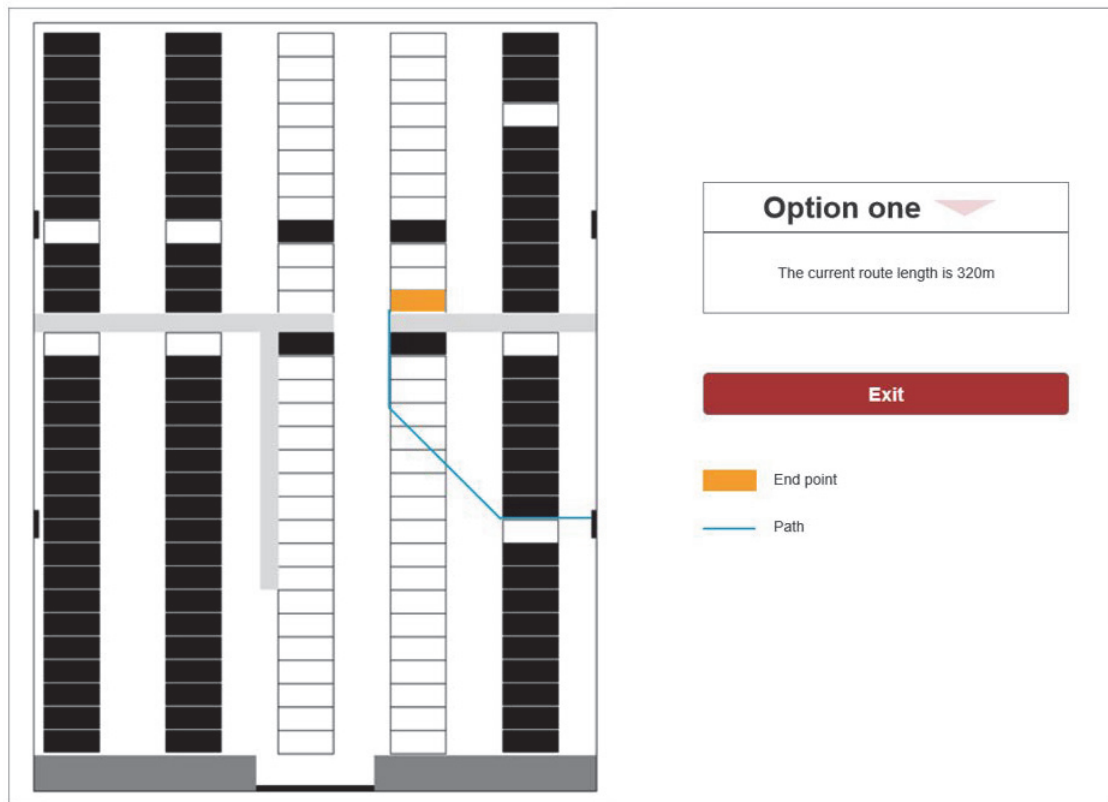 Option one
The current route length is 320m
Exit
End point
Path